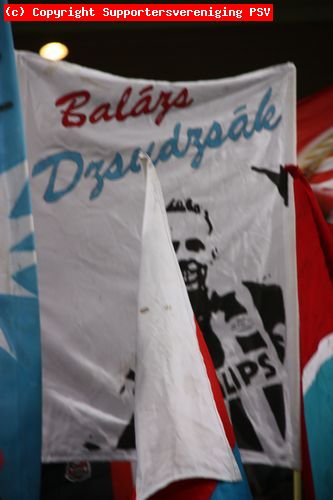 (c) Copyright Supportersvereniging PSV
Balázs
Dzsudzsák
LIPS